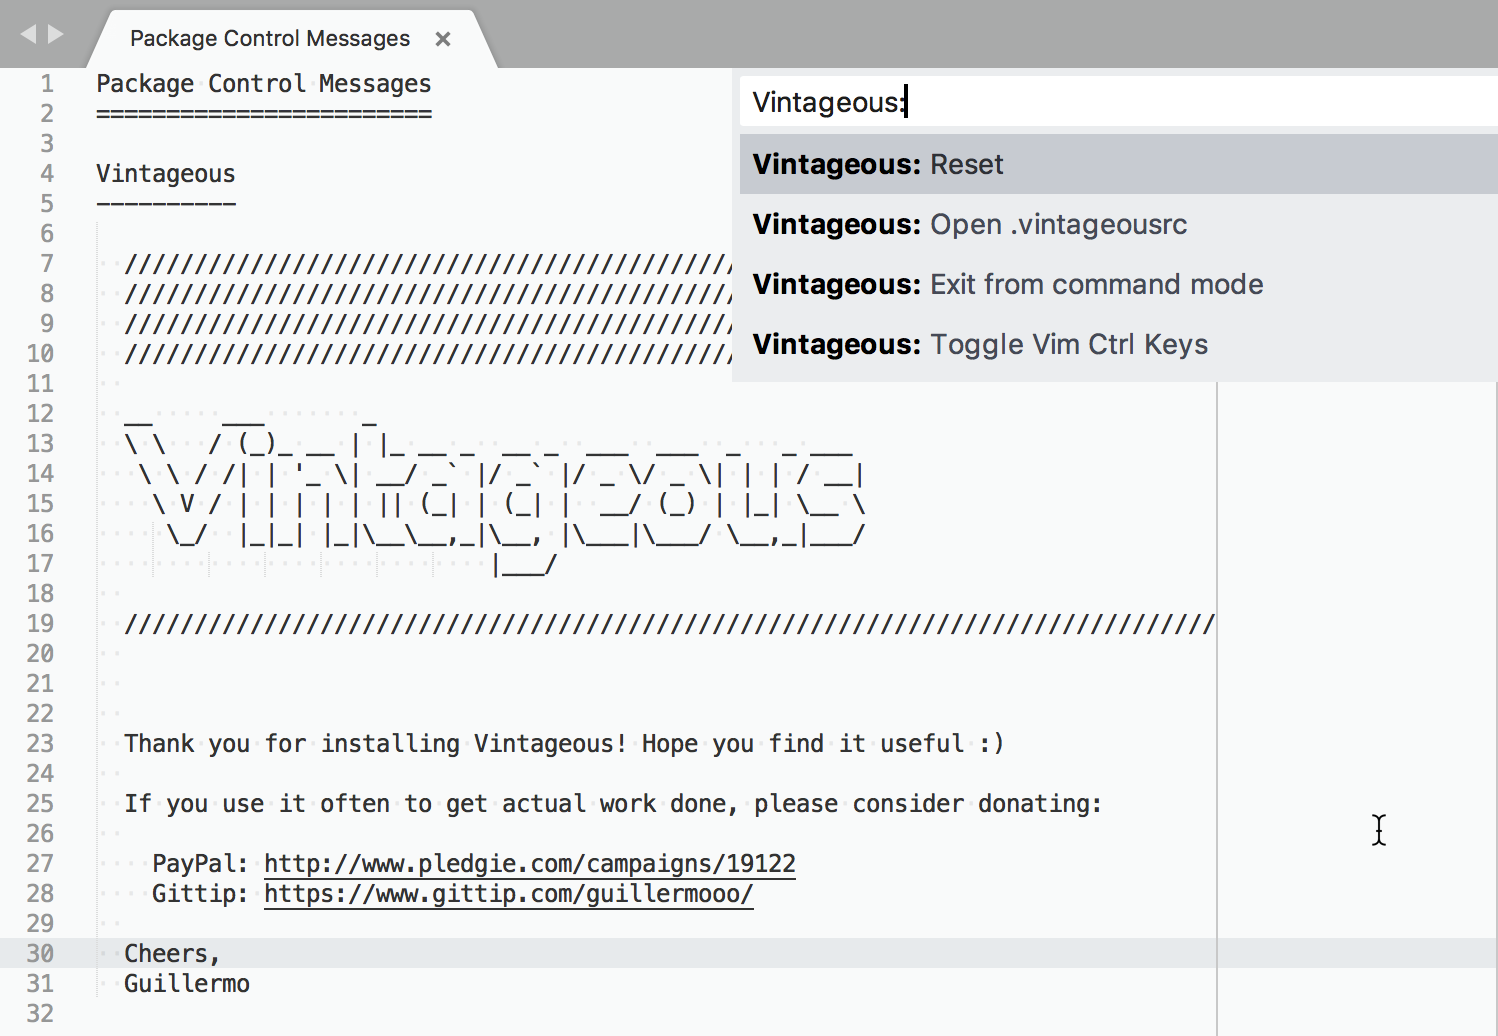 Package Control Messages ×
1 Package Control Messages
2 ========================
3
4 Vintageous
5 ----------
6
7 ////////////////////////////////////////////
8 ////////////////////////////////////////////
9 ////////////////////////////////////////////
10 ////////////////////////////////////////////
11
12 __     ___       _
13 \ \   / (_)_ __ | |_ __ _  __ _  ___  ___  _   _ ___
14  \ \ / /| | '_ \| __/ _` |/ _` |/ _ \/ _ \| | | / __|
15   \ V / | | | | | || (_| | (_| |  __/ (_) | |_| \__ \
16    \_/  |_|_| |_|\__\__,_|\__, |\___|\___/ \__,_|___/
17                           |___/
18
19 //////////////////////////////////////////////////////////////////////////////
20
21
22
23 Thank you for installing Vintageous! Hope you find it useful :)
24
25 If you use it often to get actual work done, please consider donating:
26
27 PayPal: http://www.pledgie.com/campaigns/19122
28 Gittip: https://www.gittip.com/guillermooo/
29
30 Cheers,
31 Guillermo
32
Vintageous:
Vintageous: Reset
Vintageous: Open .vintageousrc
Vintageous: Exit from command mode
Vintageous: Toggle Vim Ctrl Keys